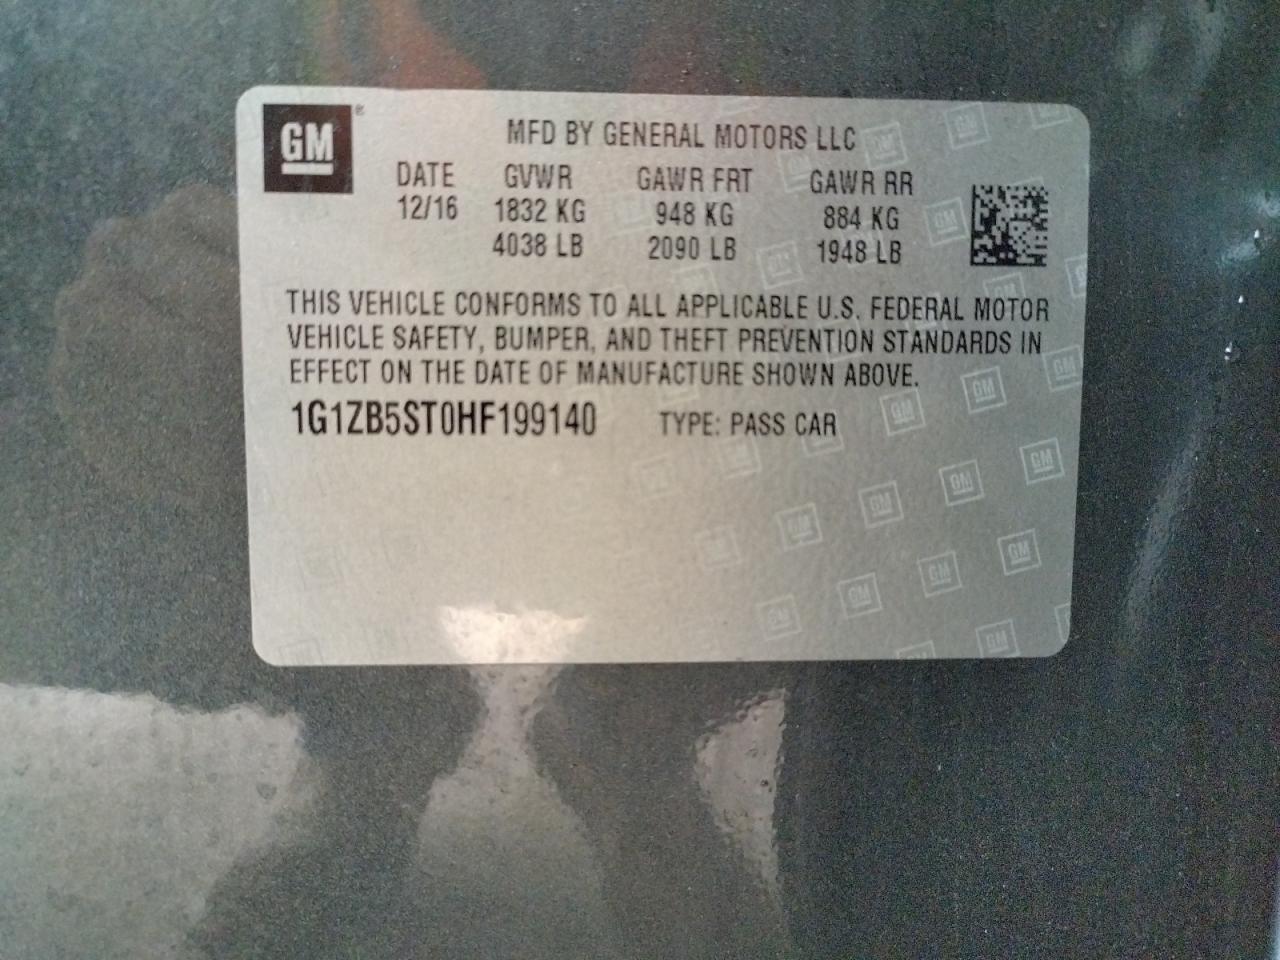 GM ®
MFD BY GENERAL MOTORS LLC
DATE GVWR GAWR FRT GAWR RR
12/16 1832 KG 948 KG 884 KG
4038 LB 2090 LB 1948 LB
THIS VEHICLE CONFORMS TO ALL APPLICABLE U.S. FEDERAL MOTOR
VEHICLE SAFETY, BUMPER, AND THEFT PREVENTION STANDARDS IN
EFFECT ON THE DATE OF MANUFACTURE SHOWN ABOVE.
1G1ZB5ST0HF199140 TYPE: PASS CAR